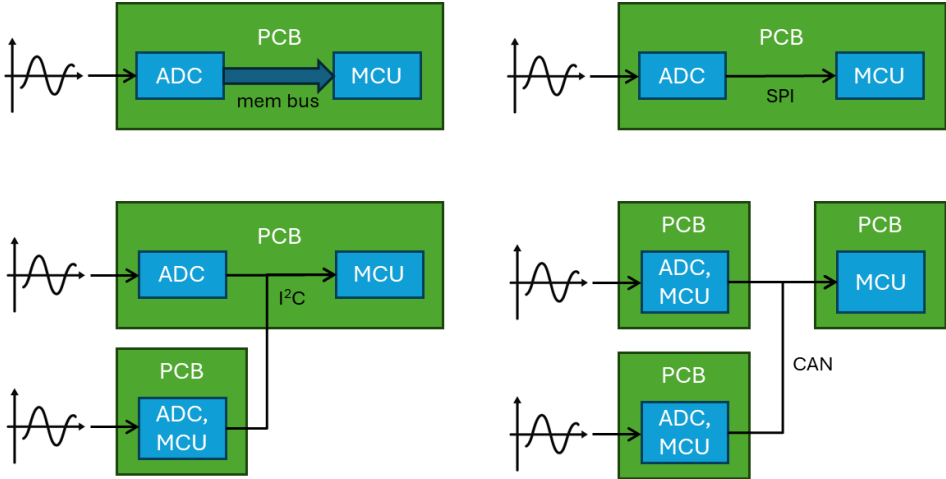 PCB
ADC
MCU
mem bus
PCB
ADC
MCU
SPI
PCB
ADC
MCU
I²C
PCB
ADC,
MCU
PCB
ADC,
MCU
PCB
MCU
CAN
PCB
ADC,
MCU